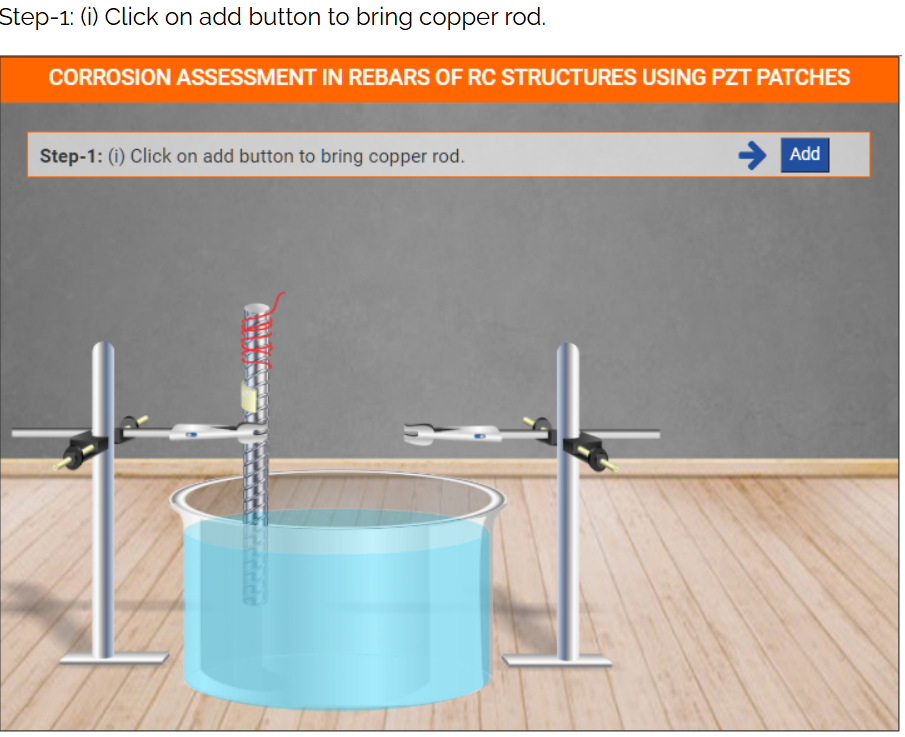 Step-1: (i) Click on add button to bring copper rod.
CORROSION ASSESSMENT IN REBARS OF RC STRUCTURES USING PZT PATCHES
Step-1: (i) Click on add button to bring copper rod.
Add